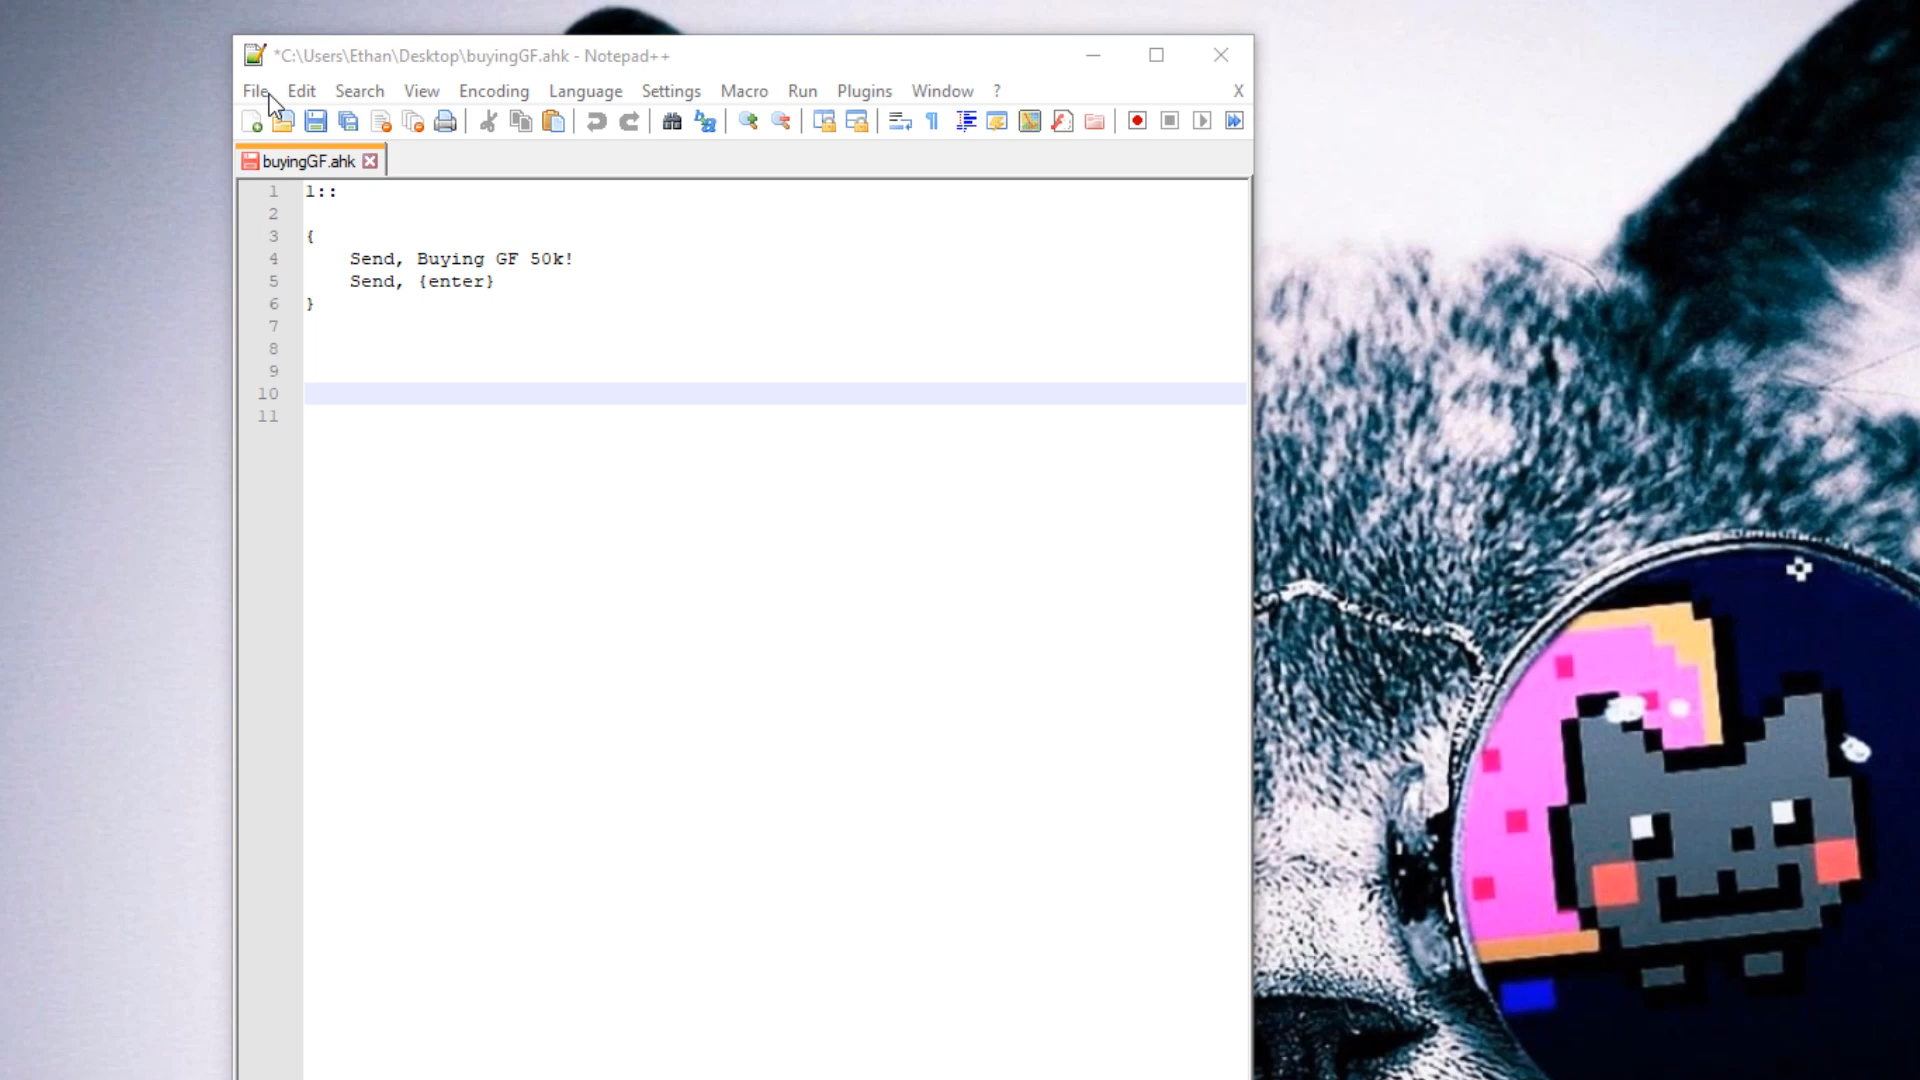 *C:\Users\Ethan\Desktop\buyingGF.ahk - Notepad++
File Edit Search View Encoding Language Settings Macro Run Plugins Window ? X
buyingGF.ahk
1 1::
2
3 {
4 Send, Buying GF 50k!
5 Send, {enter}
6 }
7
8
9
10
11